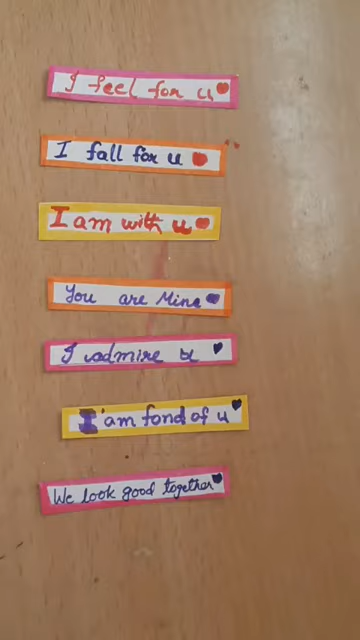 I feel for u
I fall for u
I am with u
You are Mine
I admire u
I am fond of u
We look good together